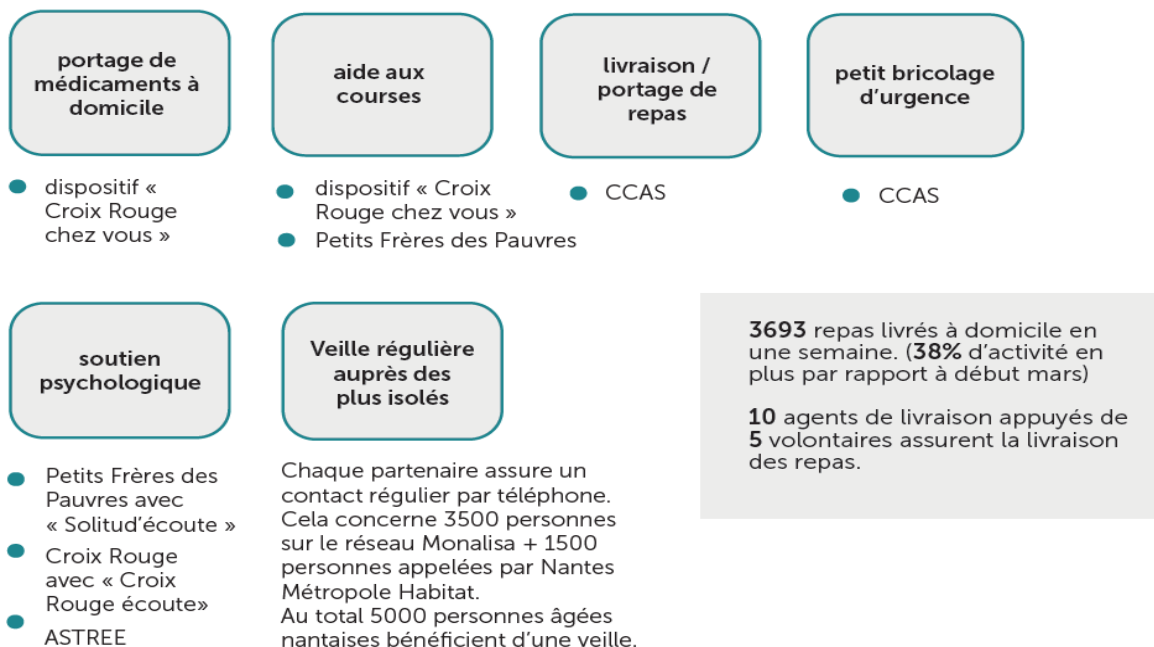 portage de
médicaments à
domicile
dispositif «
Croix Rouge
chez vous »
aide aux
courses
dispositif « Croix
Rouge chez vous »
Petits Frères des Pauvres
livraison /
portage de
repas
CCAS
petit bricolage
d’urgence
CCAS
soutien
psychologique
Petits Frères des
Pauvres avec
« Solitud’écoute »
Croix Rouge
avec « Croix
Rouge écoute»
ASTREE
Veille régulière
auprès des
plus isolés
Chaque partenaire assure un
contact régulier par téléphone.
Cela concerne 3500 personnes
sur le réseau Monalisa + 1500
personnes appelées par Nantes
Métropole Habitat.
Au total 5000 personnes âgées
nantaises bénéficient d’une veille.
3693 repas livrés à domicile en
une semaine. (38% d’activité en
plus par rapport à début mars)
10 agents de livraison appuyés de
5 volontaires assurent la livraison
des repas.